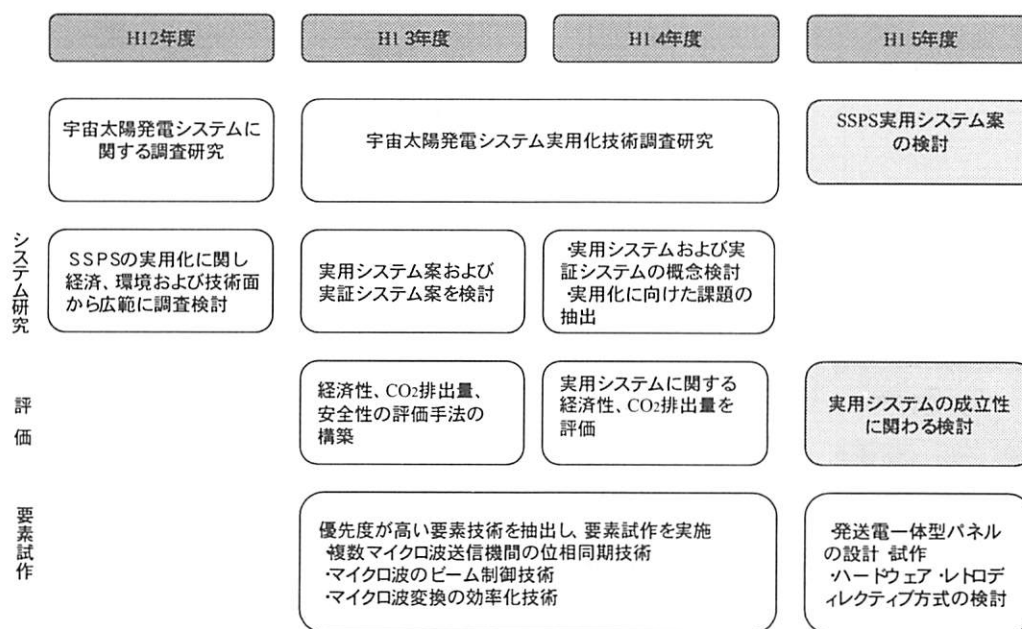 H12年度
H13年度
H14年度
H15年度
宇宙太陽発電システムに
関する調査研究
宇宙太陽発電システム実用化技術調査研究
SSPS実用システム案
の検討
システム研究
SSPSの実用化に関し
経済、環境および技術面
から広範に調査検討
実用システム案および
実証システム案を検討
・実用システムおよび実
証システムの概念検討
・実用化に向けた課題の
抽出
評価
経済性、CO2排出量、
安全性の評価手法の
構築
実用システムに関する
経済性、CO2排出量を
評価
実用システムの成立性
に関わる検討
要素試作
優先度が高い要素技術を抽出し、要素試作を実施
・複数マイクロ波送信機間の位相同期技術
・マイクロ波のビーム制御技術
・マイクロ波変換の効率化技術
・発送電一体型パネル
の設計・試作
・ハードウェア・レトロデ
ィレクティブ方式の検討